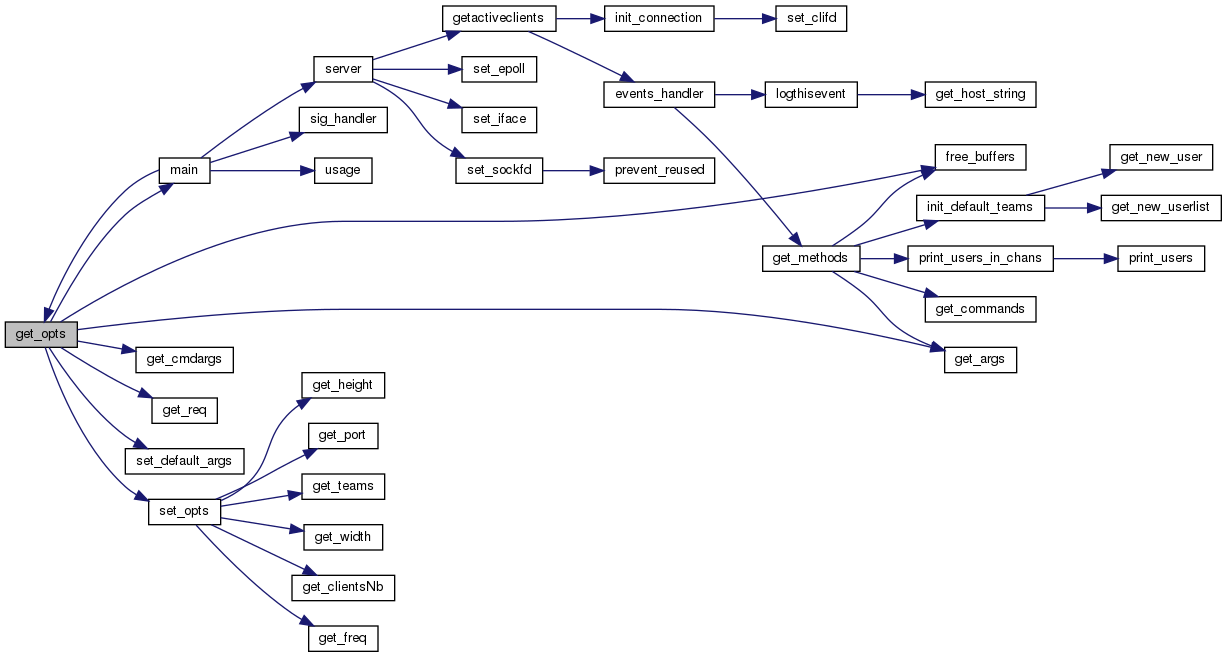 getactiveclients
init_connection
set_clifd
server
set_epoll
events_handler
logthisevent
get_host_string
sig_handler
set_iface
main
usage
set_sockfd
prevent_reused
free_buffers
get_new_user
init_default_teams
get_new_userlist
get_methods
print_users_in_chans
print_users
get_commands
get_opts
get_args
get_cmdargs
get_height
get_req
get_port
set_default_args
get_teams
set_opts
get_width
get_clientsNb
get_freq